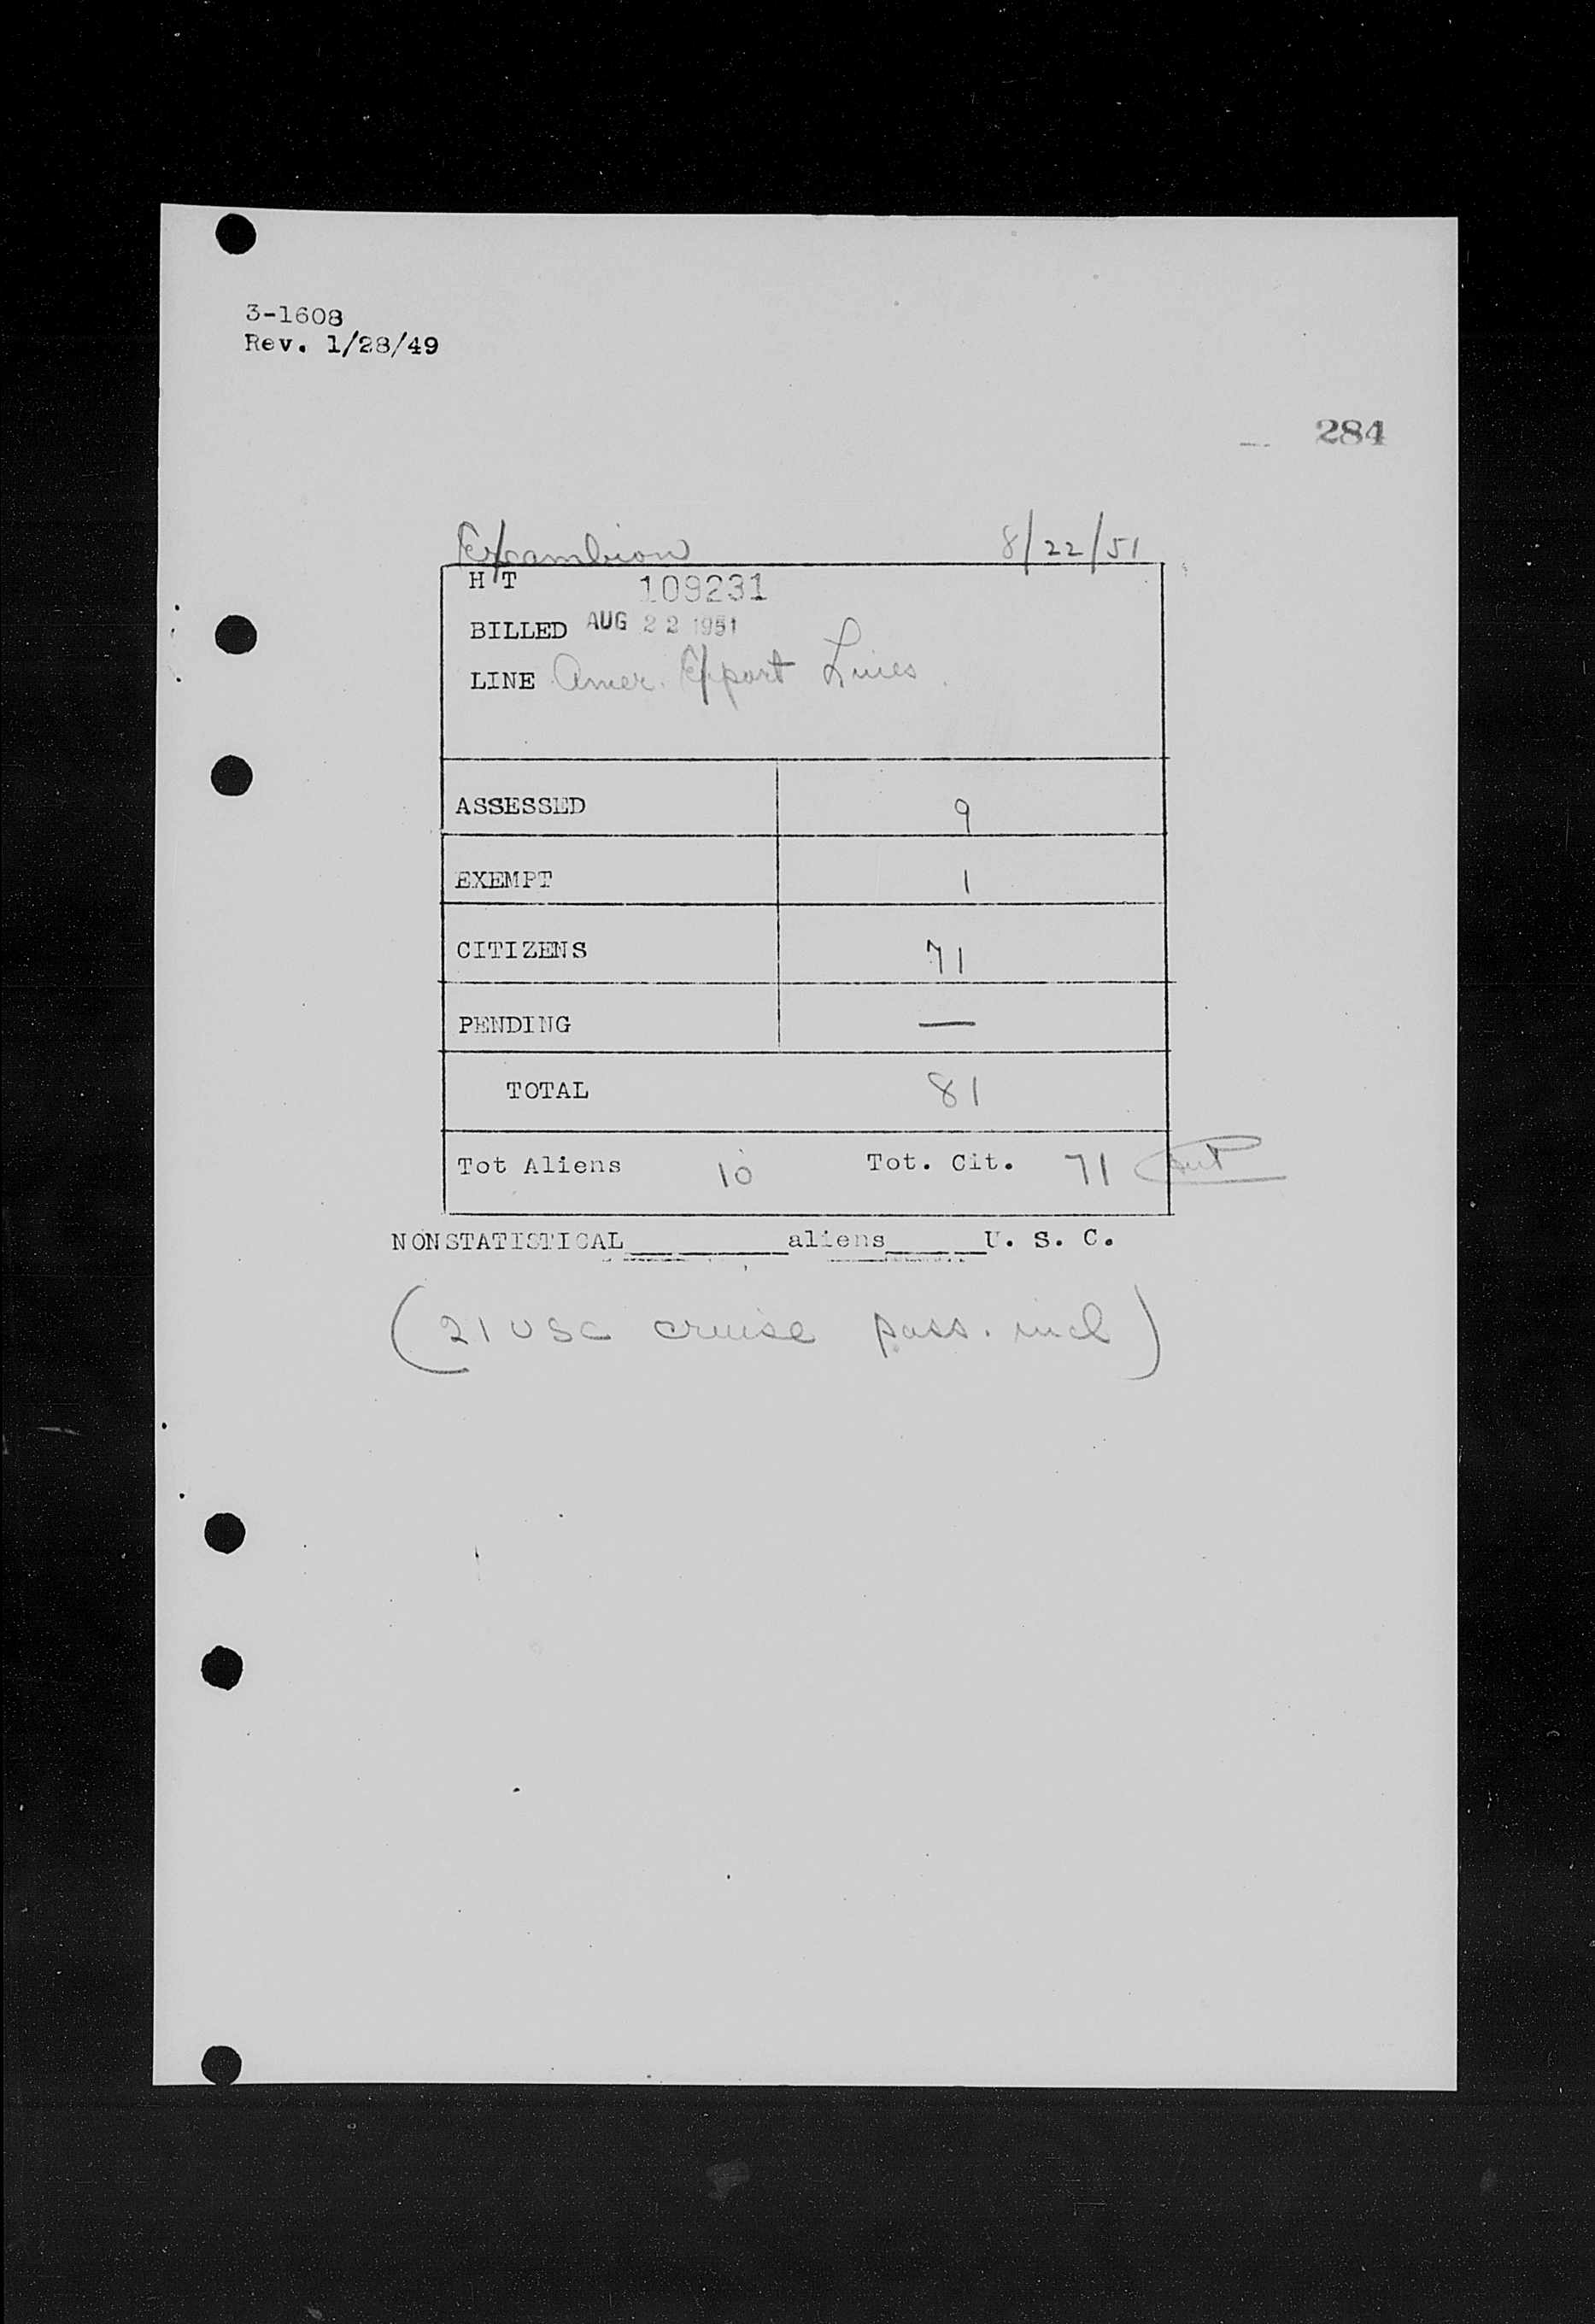 3-1608
Rev. 1/28/49
284
Excambion 8/22/51
H T 109231
BILLED AUG 22 1951
LINE Amer. Export Lines
ASSESSED 9
EXEMPT 1
CITIZENS 71
PENDING —
TOTAL 81
Tot Aliens 10 Tot. Cit. 71
NONSTATISTICAL________aliens_____U. S. C.
(21 USC cruise pass. incl)